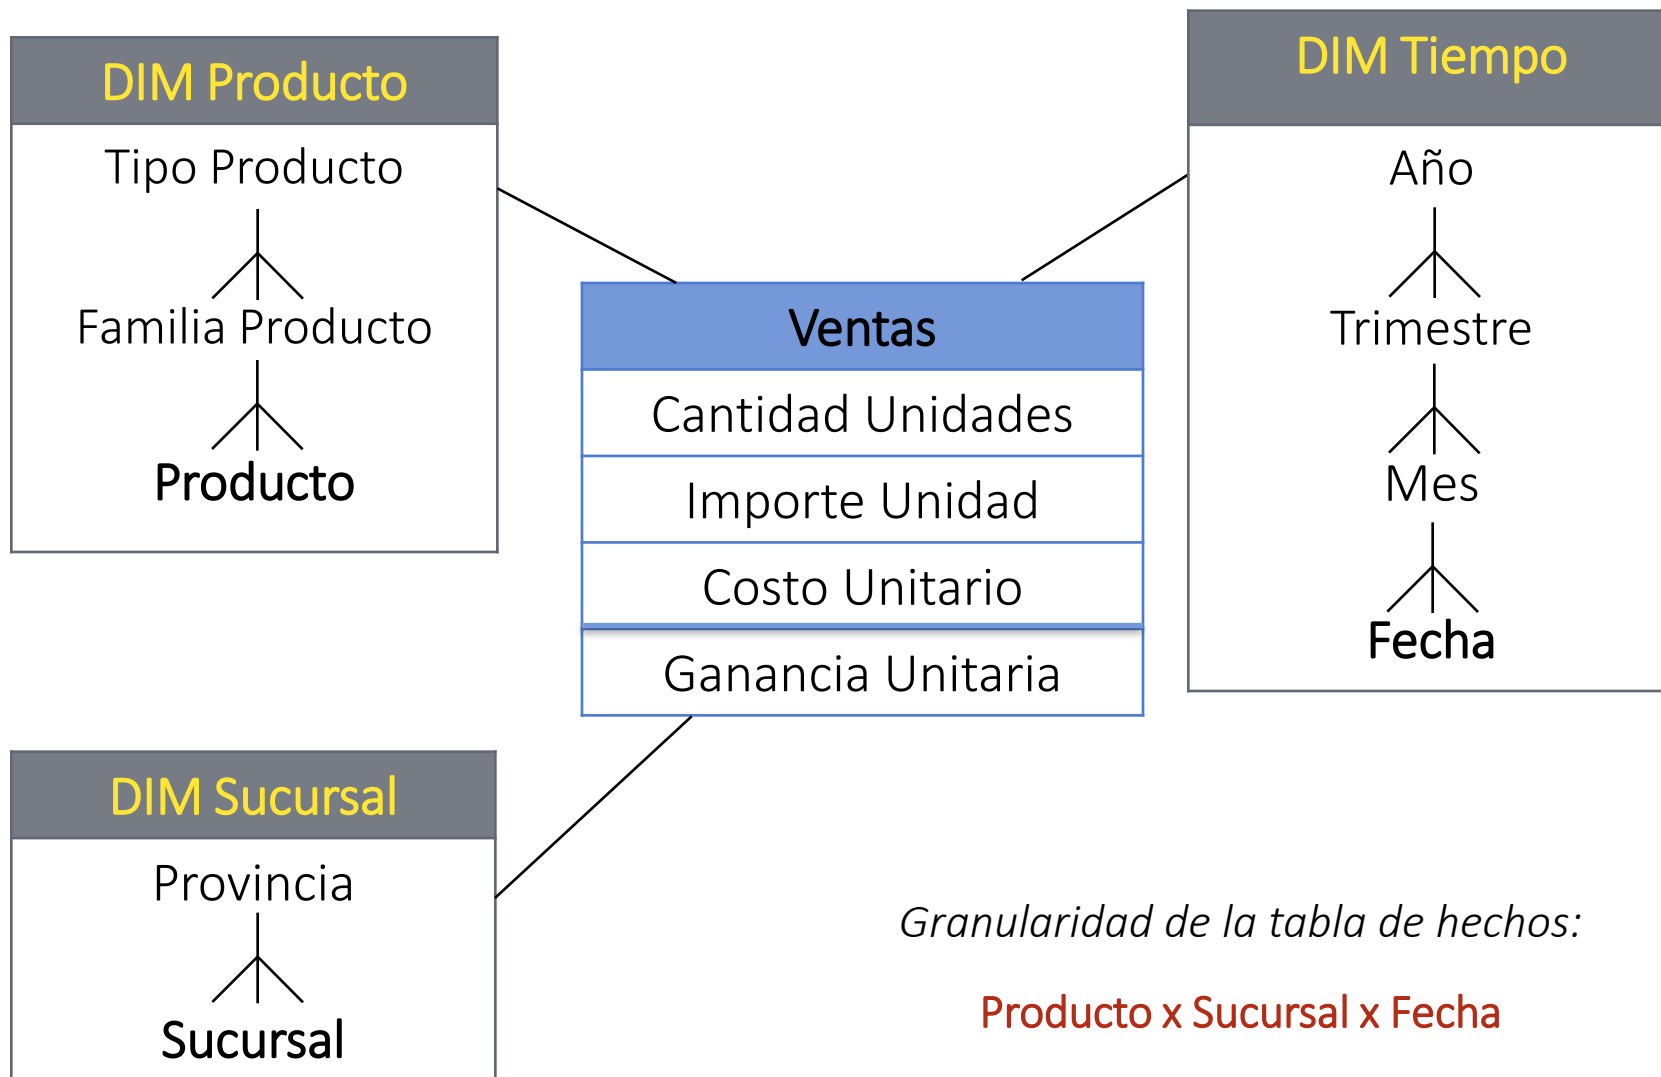 DIM Producto
Tipo Producto
Familia Producto
Producto
DIM Tiempo
Año
Trimestre
Mes
Fecha
Ventas
Cantidad Unidades
Importe Unidad
Costo Unitario
Ganancia Unitaria
DIM Sucursal
Provincia
Sucursal
Granularidad de la tabla de hechos:
Producto x Sucursal x Fecha